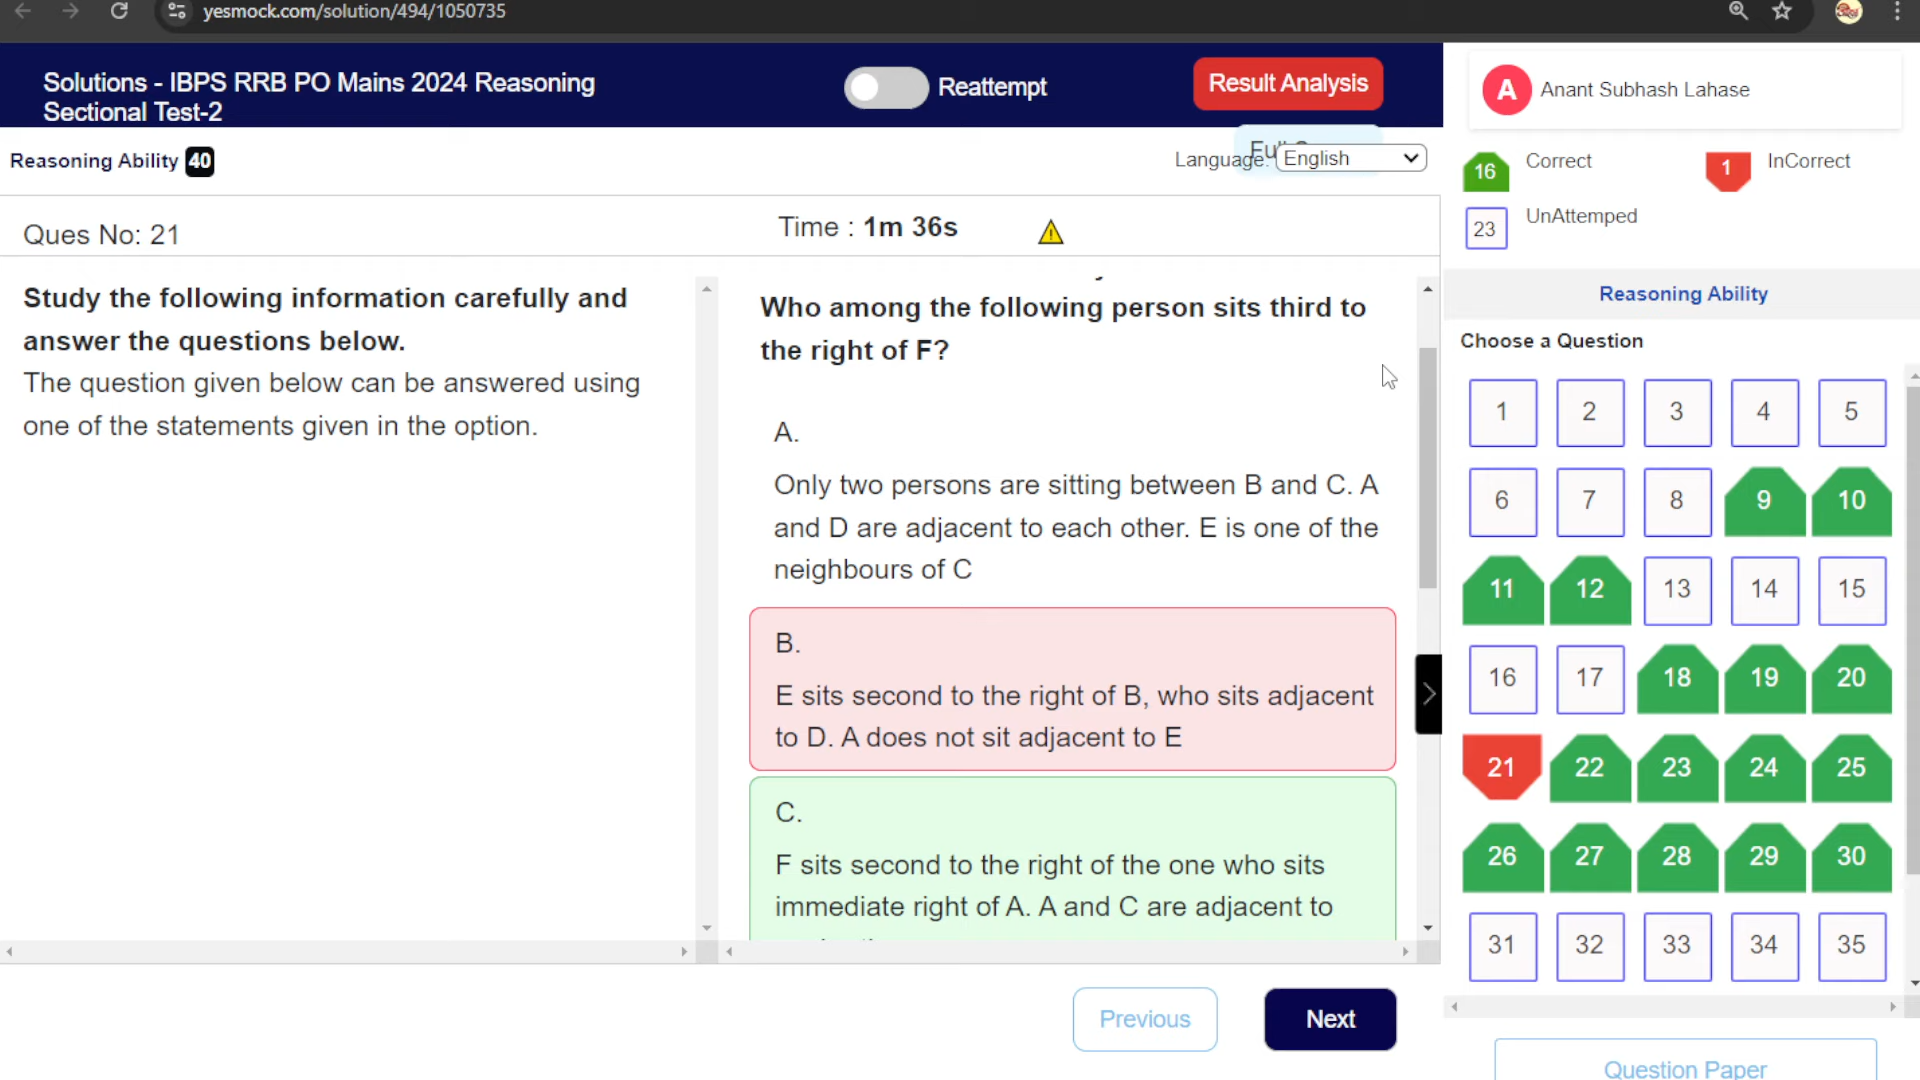 yesmock.com/solution/494/1050735
Solutions - IBPS RRB PO Mains 2024 Reasoning
Sectional Test-2
Reattempt
Result Analysis
A
Anant Subhash Lahase
Reasoning Ability 40
Language:
English
16 Correct
1 InCorrect
23 UnAttemped
Ques No: 21
Time : 1m 36s
Study the following information carefully and
answer the questions below.
The question given below can be answered using
one of the statements given in the option.
Who among the following person sits third to
the right of F?
A.
Only two persons are sitting between B and C. A
and D are adjacent to each other. E is one of the
neighbours of C
B.
E sits second to the right of B, who sits adjacent
to D. A does not sit adjacent to E
C.
F sits second to the right of the one who sits
immediate right of A. A and C are adjacent to
Previous
Next
Reasoning Ability
Choose a Question
1 2 3 4 5
6 7 8 9 10
11 12 13 14 15
16 17 18 19 20
21 22 23 24 25
26 27 28 29 30
31 32 33 34 35
Question Paper